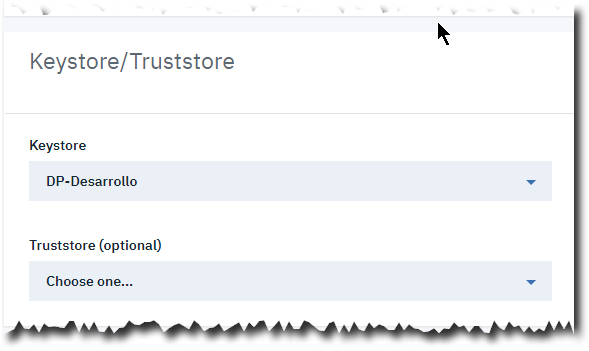 Keystore/Truststore
Keystore
DP-Desarrollo
Truststore (optional)
Choose one...